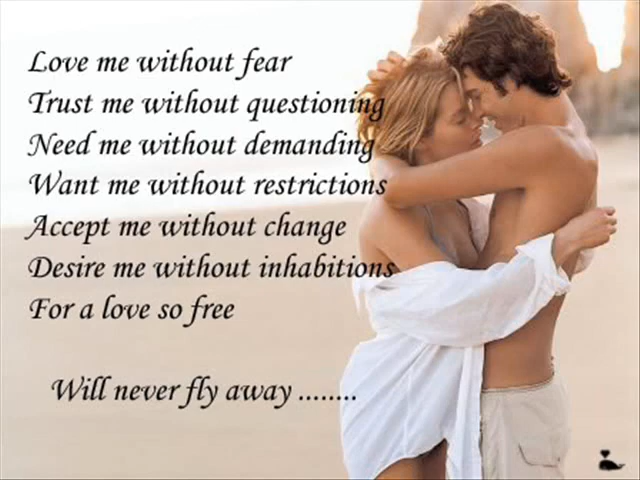 Love me without fear
Trust me without questioning
Need me without demanding
Want me without restrictions
Accept me without change
Desire me without inhabitions
For a love so free
Will never fly away ........